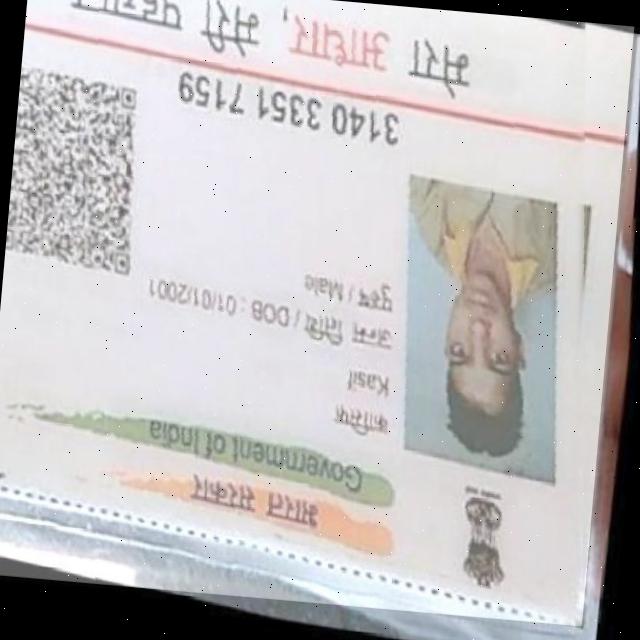 भारत सरकार
Government of India
कासिफ
Kasif
जन्म तिथि / DOB : 01/01/2001
पुरुष / Male
3140 3351 7159
मेरा आधार, मेरी पहचान